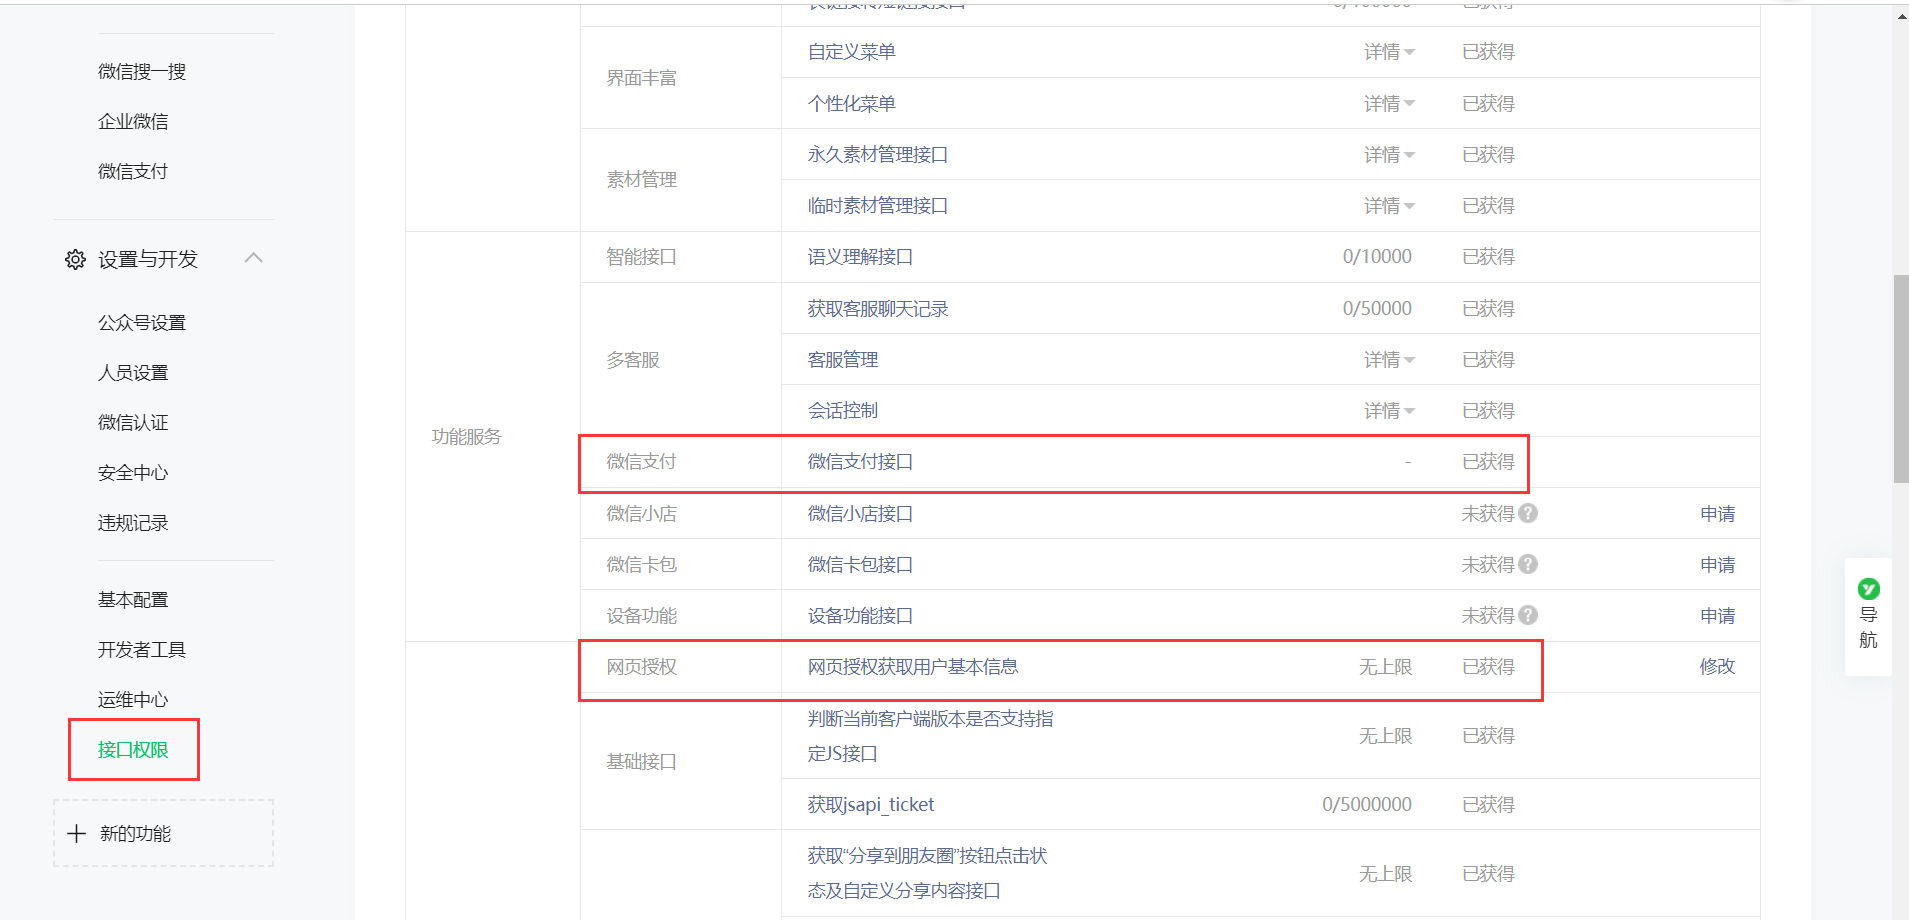 微信搜一搜
企业微信
微信支付
设置与开发
公众号设置
人员设置
微信认证
安全中心
违规记录
基本配置
开发者工具
运维中心
接口权限
新的功能
界面丰富
自定义菜单 详情 已获得
个性化菜单 详情 已获得
素材管理
永久素材管理接口 详情 已获得
临时素材管理接口 详情 已获得
功能服务
智能接口 语义理解接口 0/10000 已获得
多客服
获取客服聊天记录 0/50000 已获得
客服管理 详情 已获得
会话控制 详情 已获得
微信支付 微信支付接口 - 已获得
微信小店 微信小店接口 未获得 ? 申请
微信卡包 微信卡包接口 未获得 ? 申请
设备功能 设备功能接口 未获得 ? 申请
网页授权 网页授权获取用户基本信息 无上限 已获得 修改
基础接口
判断当前客户端版本是否支持指
定JS接口 无上限 已获得
获取jsapi_ticket 0/5000000 已获得
获取“分享到朋友圈”按钮点击状
态及自定义分享内容接口 无上限 已获得
导
航